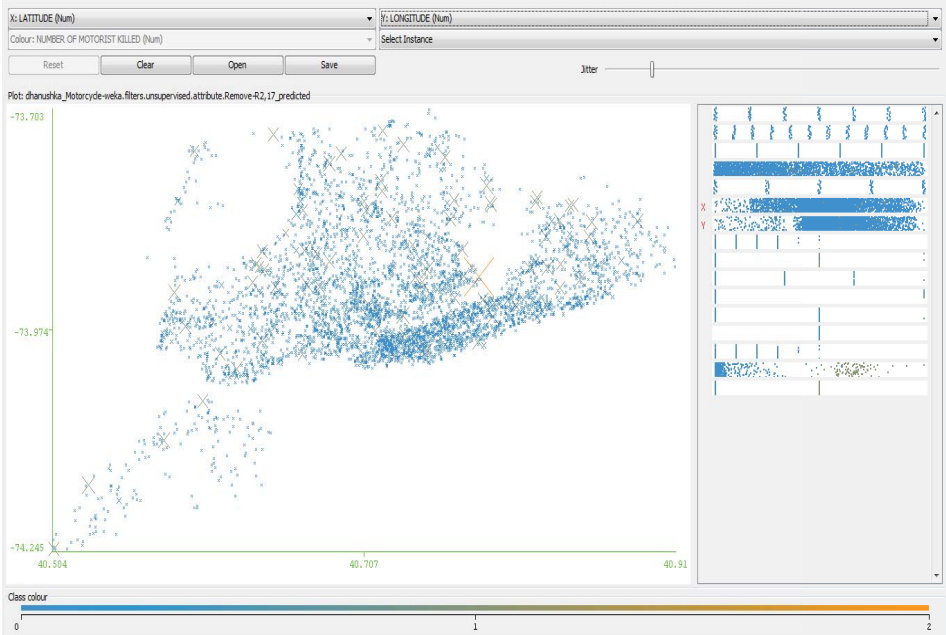 X: LATITUDE (Num)
Y: LONGITUDE (Num)
Colour: NUMBER OF MOTORIST KILLED (Num)
Select Instance
Reset
Clear
Open
Save
Jitter
Plot: dhanushka_Motorcycle-weka.filters.unsupervised.attribute.Remove-R2,17_predicted
-73.703
-73.974
-74.245
40.504
40.707
40.91
X
Y
Class colour
0
1
2